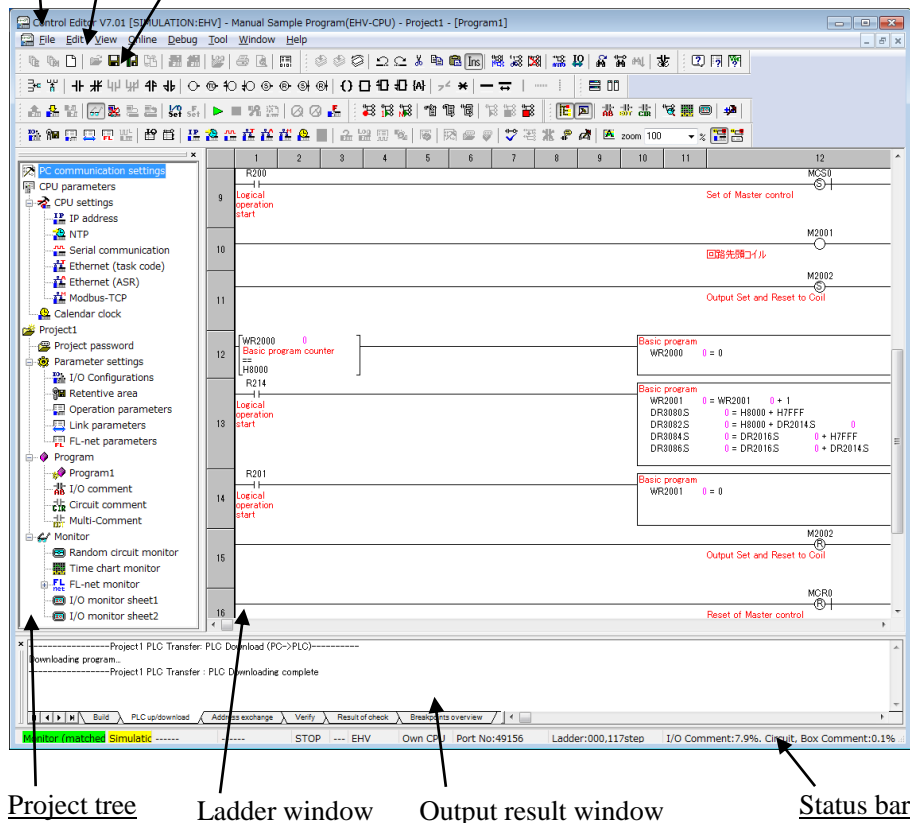 Control Editor V7.01 [SIMULATION:EHV] - Manual Sample Program(EHV-CPU) - Project1 - [Program1]
File Edit View Online Debug Tool Window Help
Ins
zoom 100 %
1 2 3 4 5 6 7 8 9 10 11 12
PC communication settings
CPU parameters
CPU settings
IP address
NTP
Serial communication
Ethernet (task code)
Ethernet (ASR)
Modbus-TCP
Calendar clock
Project1
Project password
Parameter settings
I/O Configurations
Retentive area
Operation parameters
Link parameters
FL-net parameters
Program
Program1
I/O comment
Circuit comment
Multi-Comment
Monitor
Random circuit monitor
Time chart monitor
FL-net monitor
I/O monitor sheet1
I/O monitor sheet2
R200 MCS0
S
9
Logical operation start
Set of Master control
M2001
10
回路先頭コイル
M2002
S
11
Output Set and Reset to Coil
12
WR2000 0
Basic program counter
==
H8000
Basic program
WR2000 0 = 0
R214
13
Logical operation start
Basic program
WR2001 0 = WR2001 0 + 1
DR3080.S 0 = H8000 + H7FFF
DR3082.S 0 = H8000 + DR2014.S 0
DR3084.S 0 = DR2016.S 0 + H7FFF
DR3086.S 0 = DR2016.S 0 + DR2014.S
R201
14
Logical operation start
Basic program
WR2001 0 = 0
M2002
R
15
Output Set and Reset to Coil
MCR0
R
16
Reset of Master control
-----------------Project1 PLC Transfer: PLC Download (PC->PLC)----------
Downloading program...
-----------------Project1 PLC Transfer : PLC Downloading complete
Build PLC up/download Address exchange Verify Result of check Breakpoints overview
Monitor (matched Simulatic ------ ------ STOP --- EHV Own CPU Port No:49156 Ladder:000,117step I/O Comment:7.9%. Circuit, Box Comment:0.1%
Project tree Ladder window Output result window Status bar